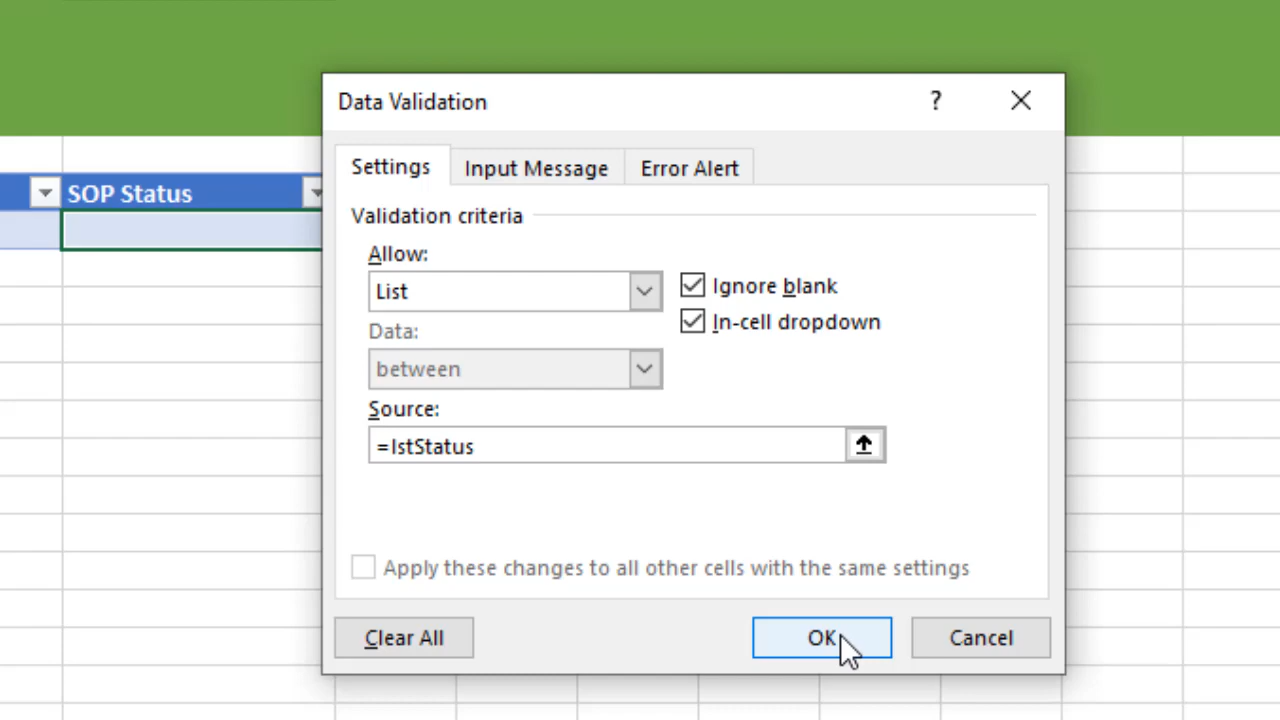 Data Validation ?
Settings Input Message Error Alert
SOP Status
Validation criteria
Allow:
List
Ignore blank
In-cell dropdown
Data:
between
Source:
=lstStatus
Apply these changes to all other cells with the same settings
Clear All OK Cancel